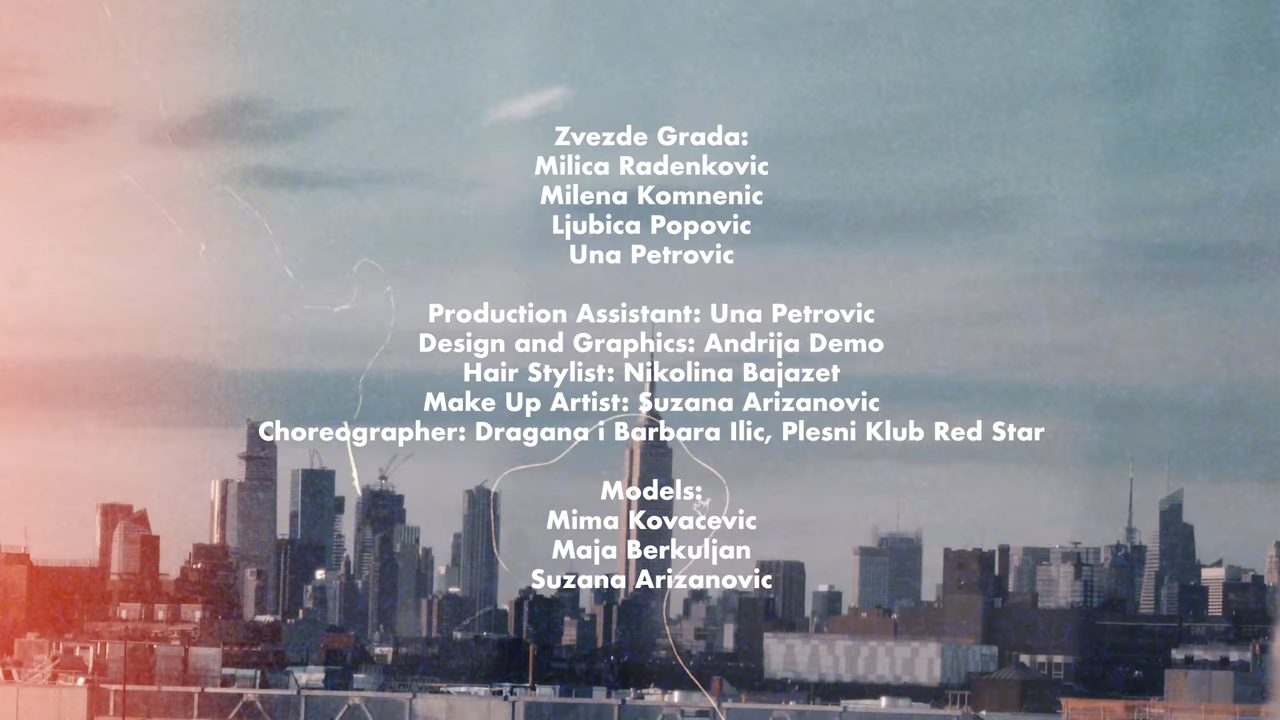 Zvezde Grada:
Milica Radenkovic
Milena Komnenic
Ljubica Popovic
Una Petrovic
Production Assistant: Una Petrovic
Design and Graphics: Andrija Demo
Hair Stylist: Nikolina Bajazet
Make Up Artist: Suzana Arizanovic
Choreographer: Dragana i Barbara Ilic, Plesni Klub Red Star
Models:
Mima Kovacevic
Maja Berkuljan
Suzana Arizanovic